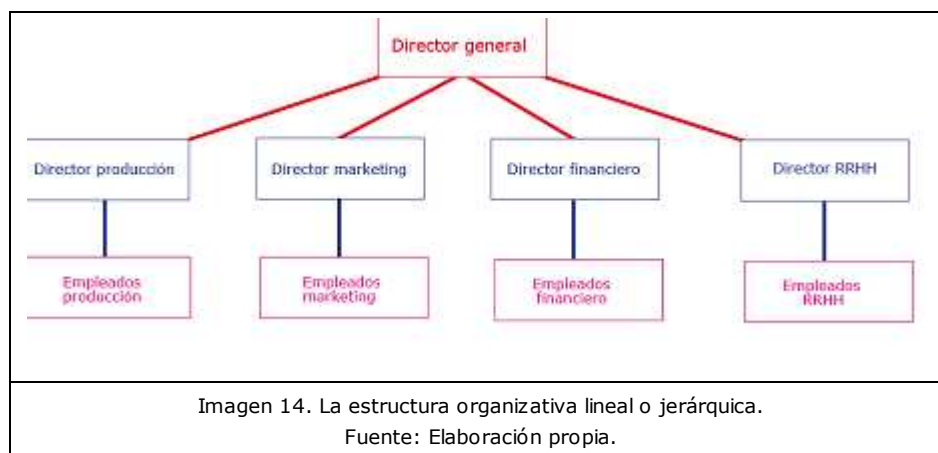 Director general
Director producción
Director marketing
Director financiero
Director RRHH
Empleados
producción
Empleados
marketing
Empleados
financiero
Empleados
RRHH
Imagen 14. La estructura organizativa lineal o jerárquica.
Fuente: Elaboración propia.